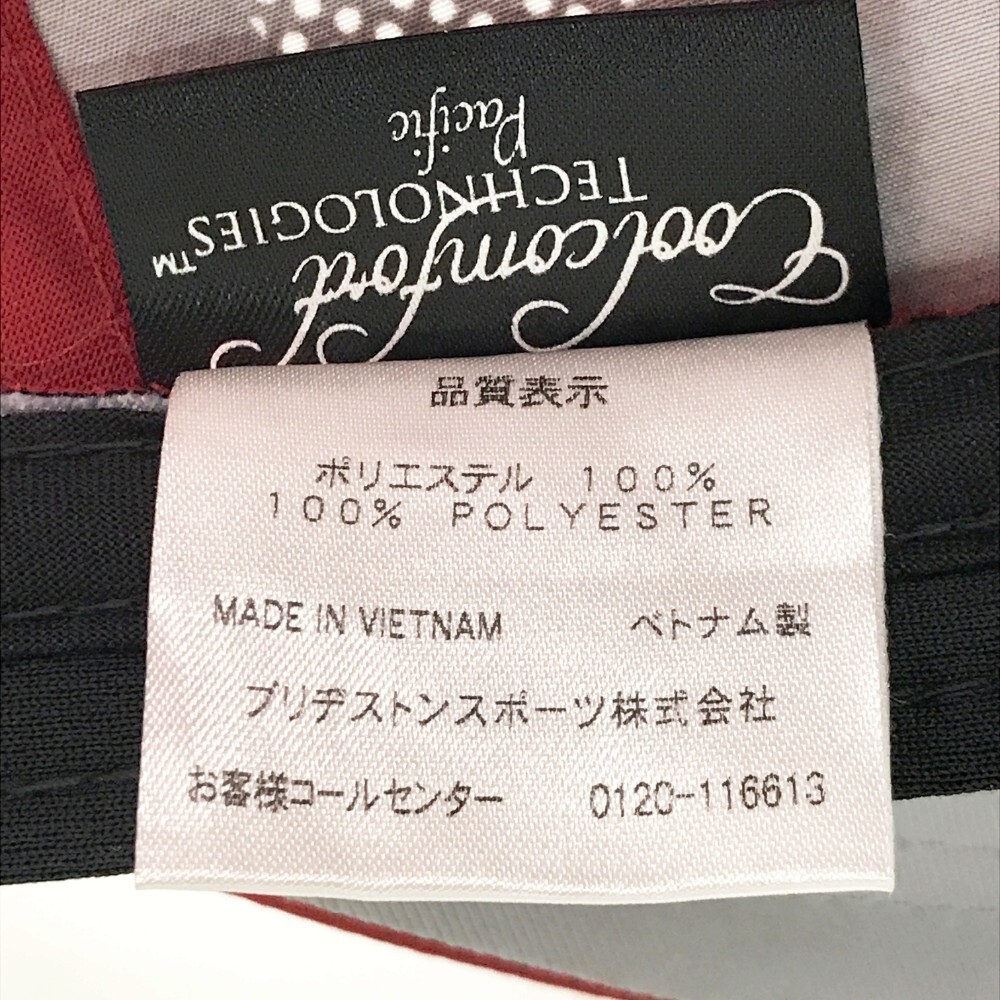 Coolcomfort
TECHNOLOGIES™
Pacific
品質表示
ポリエステル 100%
100% POLYESTER
MADE IN VIETNAM ベトナム製
ブリヂストンスポーツ株式会社
お客様コールセンター 0120-116613